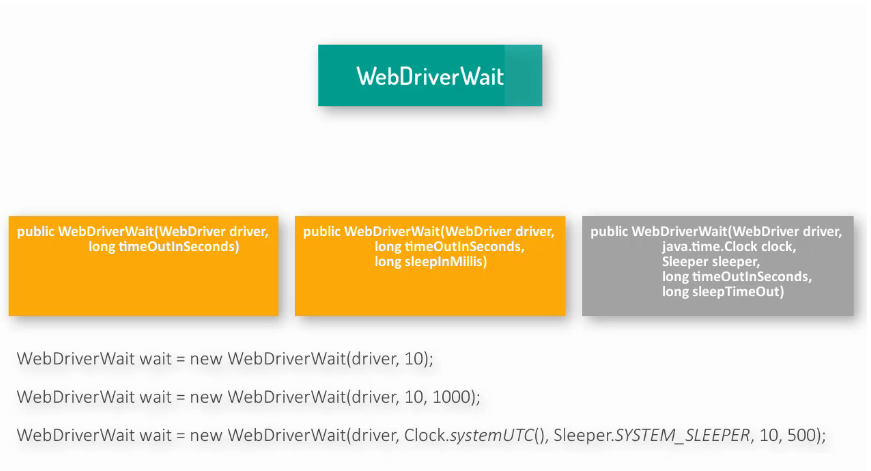 WebDriverWait
public WebDriverWait(WebDriver driver,
long timeOutInSeconds)
public WebDriverWait(WebDriver driver,
long timeOutInSeconds,
long sleepInMillis)
public WebDriverWait(WebDriver driver,
java.time.Clock clock,
Sleeper sleeper,
long timeOutInSeconds,
long sleepTimeOut)
WebDriverWait wait = new WebDriverWait(driver, 10);
WebDriverWait wait = new WebDriverWait(driver, 10, 1000);
WebDriverWait wait = new WebDriverWait(driver, Clock.systemUTC(), Sleeper.SYSTEM_SLEEPER, 10, 500);